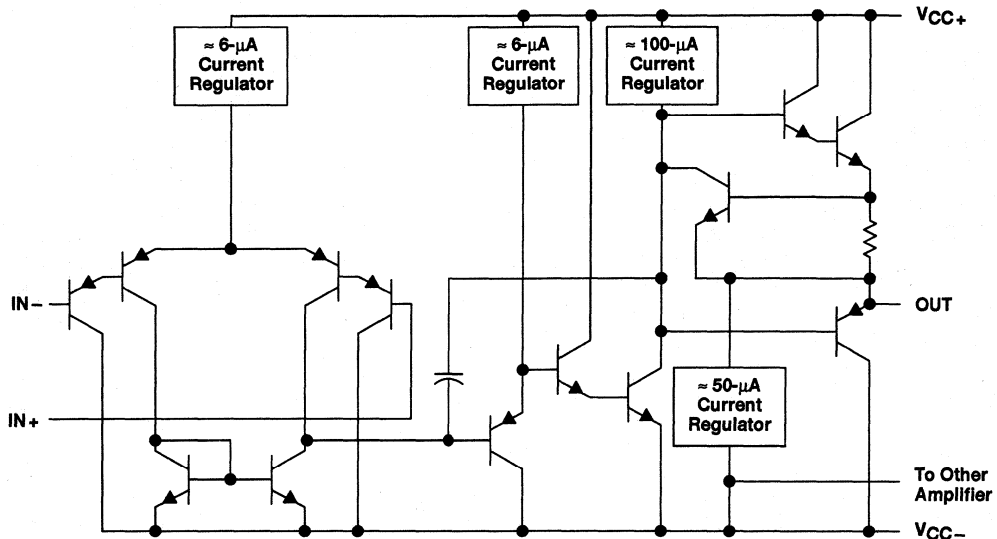 VCC+
≈ 6-μA
Current
Regulator
≈ 6-μA
Current
Regulator
≈ 100-μA
Current
Regulator
IN−
OUT
≈ 50-μA
Current
Regulator
IN+
To Other
Amplifier
VCC−